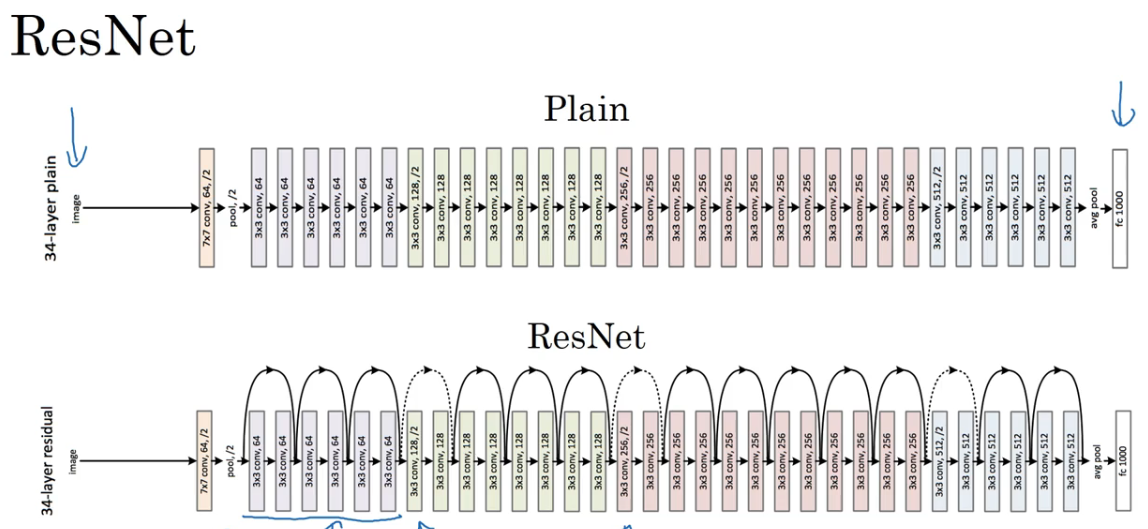 ResNet
Plain
34-layer plain
image
7x7 conv, 64, /2
pool, /2
3x3 conv, 64
3x3 conv, 64
3x3 conv, 64
3x3 conv, 64
3x3 conv, 64
3x3 conv, 64
3x3 conv, 128, /2
3x3 conv, 128
3x3 conv, 128
3x3 conv, 128
3x3 conv, 128
3x3 conv, 128
3x3 conv, 128
3x3 conv, 128
3x3 conv, 256, /2
3x3 conv, 256
3x3 conv, 256
3x3 conv, 256
3x3 conv, 256
3x3 conv, 256
3x3 conv, 256
3x3 conv, 256
3x3 conv, 256
3x3 conv, 256
3x3 conv, 256
3x3 conv, 256
3x3 conv, 512, /2
3x3 conv, 512
3x3 conv, 512
3x3 conv, 512
3x3 conv, 512
3x3 conv, 512
avg pool
fc 1000
ResNet
34-layer residual
image
7x7 conv, 64, /2
pool, /2
3x3 conv, 64
3x3 conv, 64
3x3 conv, 64
3x3 conv, 64
3x3 conv, 64
3x3 conv, 64
3x3 conv, 128, /2
3x3 conv, 128
3x3 conv, 128
3x3 conv, 128
3x3 conv, 128
3x3 conv, 128
3x3 conv, 128
3x3 conv, 128
3x3 conv, 256, /2
3x3 conv, 256
3x3 conv, 256
3x3 conv, 256
3x3 conv, 256
3x3 conv, 256
3x3 conv, 256
3x3 conv, 256
3x3 conv, 256
3x3 conv, 256
3x3 conv, 256
3x3 conv, 256
3x3 conv, 512, /2
3x3 conv, 512
3x3 conv, 512
3x3 conv, 512
3x3 conv, 512
3x3 conv, 512
avg pool
fc 1000